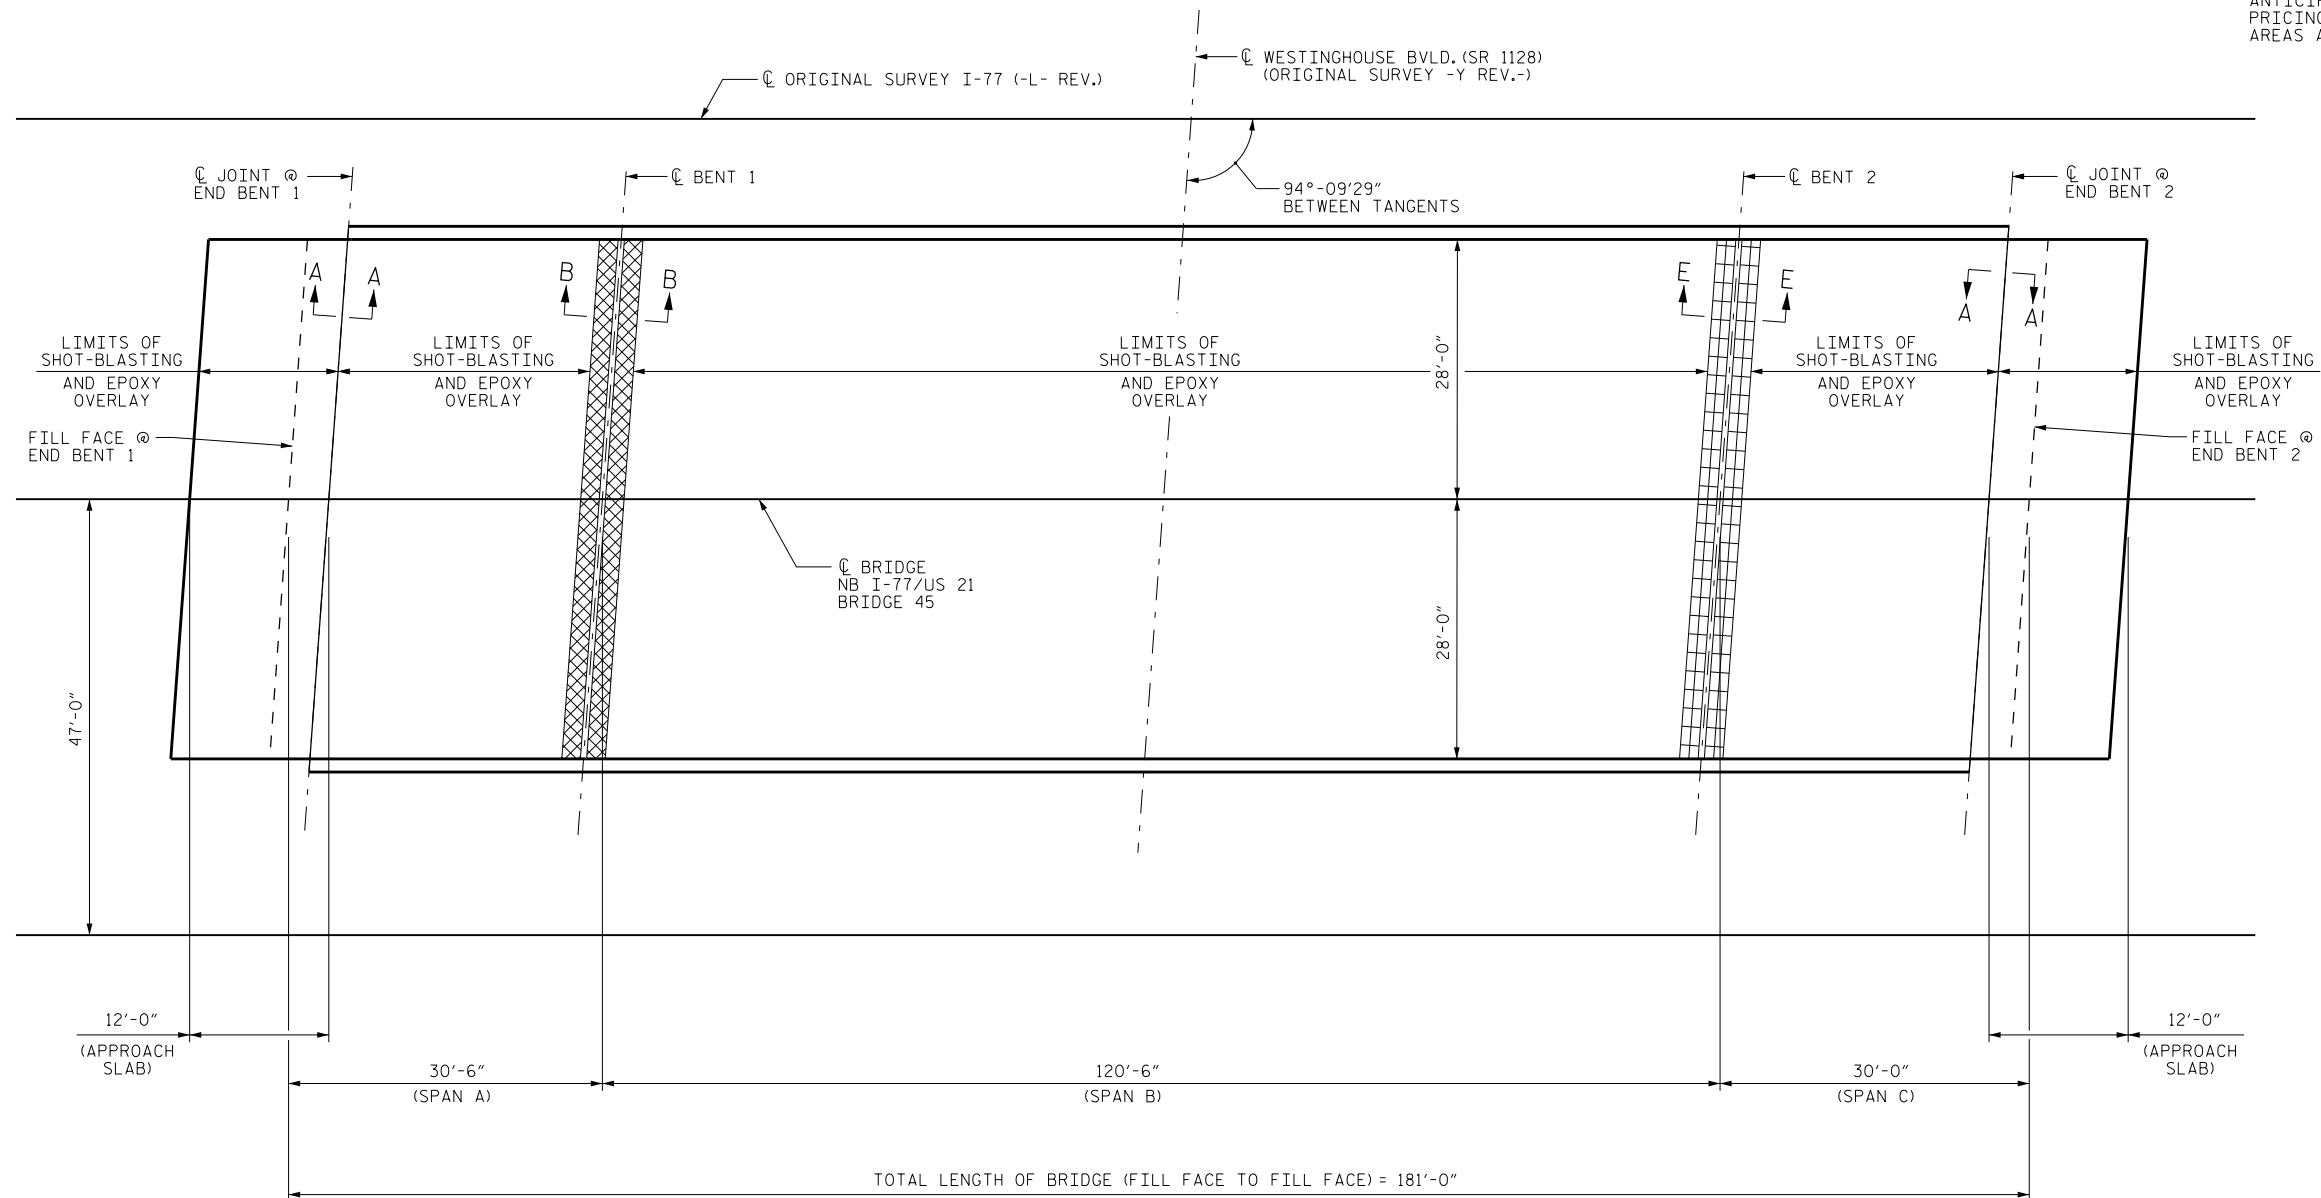 PRICING
AREAS A
℄ WESTINGHOUSE BVLD. (SR 1128)
(ORIGINAL SURVEY -Y REV.-)
℄ ORIGINAL SURVEY I-77 (-L- REV.)
℄ JOINT @
END BENT 1
℄ BENT 1
94°-09'29"
BETWEEN TANGENTS
℄ BENT 2
℄ JOINT @
END BENT 2
A
A
B
B
E
E
A
A
LIMITS OF
SHOT-BLASTING
AND EPOXY
OVERLAY
LIMITS OF
SHOT-BLASTING
AND EPOXY
OVERLAY
LIMITS OF
SHOT-BLASTING
AND EPOXY
OVERLAY
28'-0"
LIMITS OF
SHOT-BLASTING
AND EPOXY
OVERLAY
LIMITS OF
SHOT-BLASTING
AND EPOXY
OVERLAY
FILL FACE @
END BENT 1
FILL FACE @
END BENT 2
℄ BRIDGE
NB I-77/US 21
BRIDGE 45
28'-0"
47'-0"
12'-0"
(APPROACH
SLAB)
12'-0"
(APPROACH
SLAB)
30'-6"
(SPAN A)
120'-6"
(SPAN B)
30'-0"
(SPAN C)
TOTAL LENGTH OF BRIDGE (FILL FACE TO FILL FACE) = 181'-0"